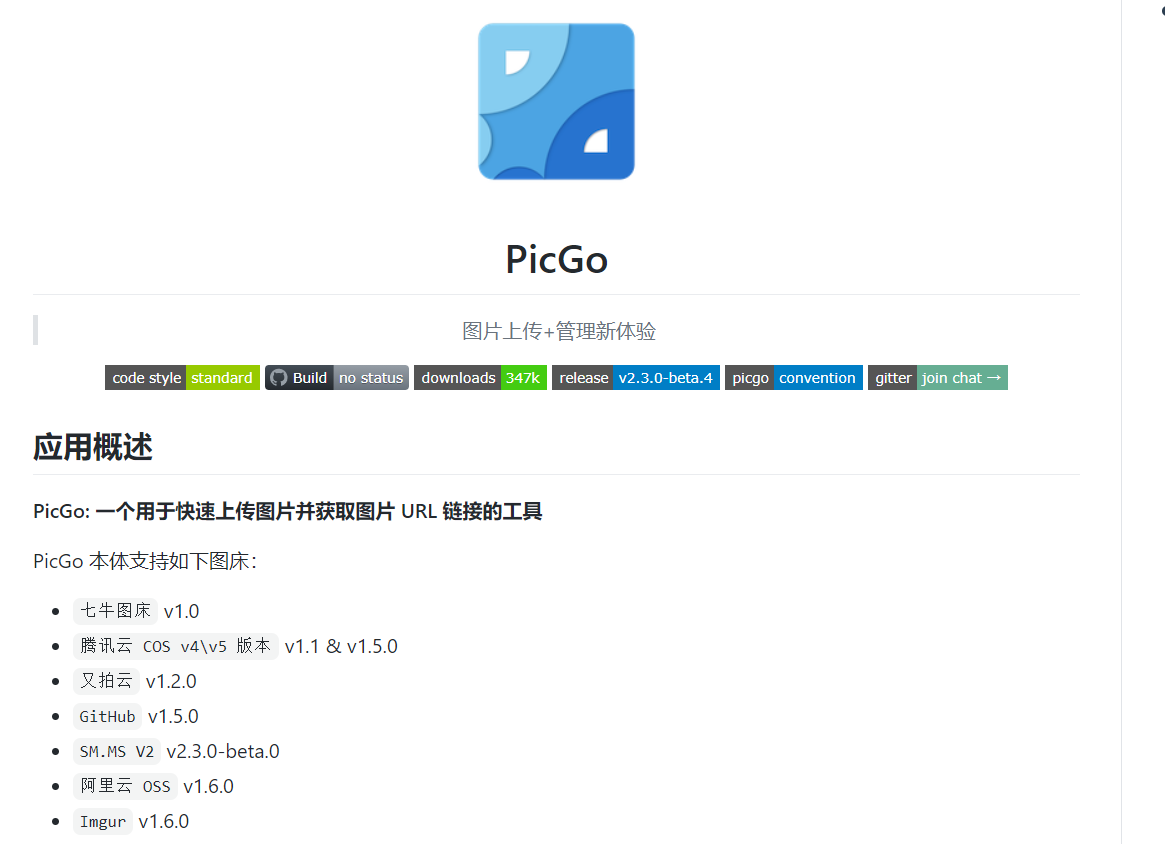 PicGo
图片上传+管理新体验
code style standard Build no status downloads 347k release v2.3.0-beta.4 picgo convention gitter join chat →
应用概述
PicGo: 一个用于快速上传图片并获取图片 URL 链接的工具
PicGo 本体支持如下图床：
七牛图床 v1.0
腾讯云 COS v4\v5 版本 v1.1 & v1.5.0
又拍云 v1.2.0
GitHub v1.5.0
SM.MS V2 v2.3.0-beta.0
阿里云 OSS v1.6.0
Imgur v1.6.0